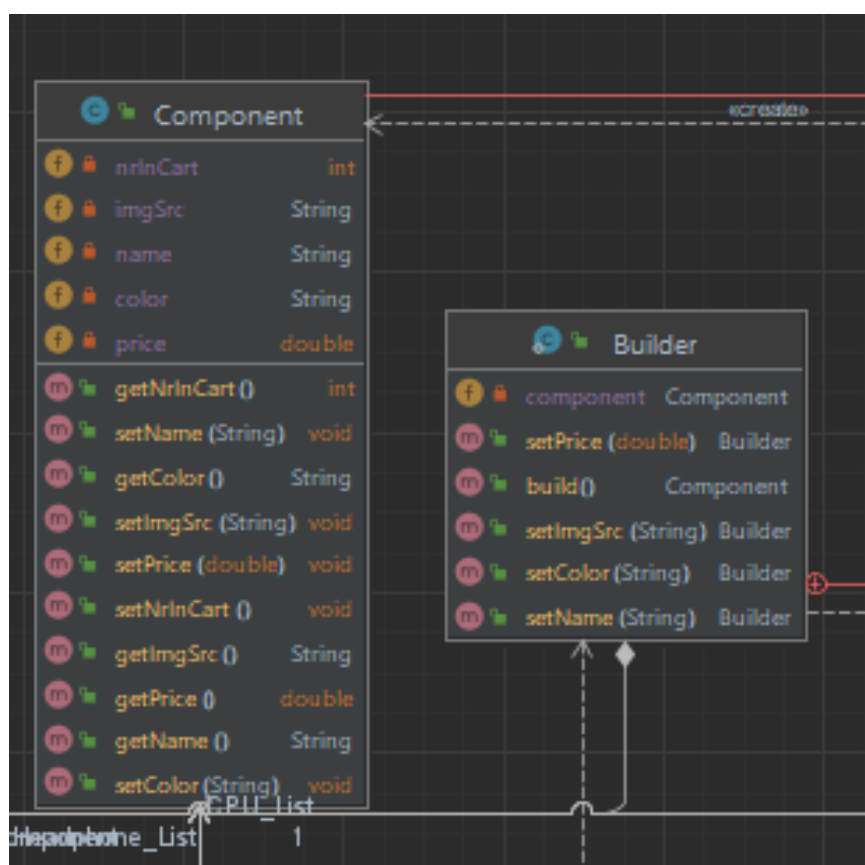 Component
«create»
nrInCart int
imgSrc String
name String
color String
price double
getNrInCart () int
setName (String) void
getColor () String
setImgSrc (String) void
setPrice (double) void
setNrInCart () void
getImgSrc () String
getPrice () double
getName () String
setColor (String) void
Builder
component Component
setPrice (double) Builder
build() Component
setImgSrc (String) Builder
setColor (String) Builder
setName (String) Builder
CPU_List
1